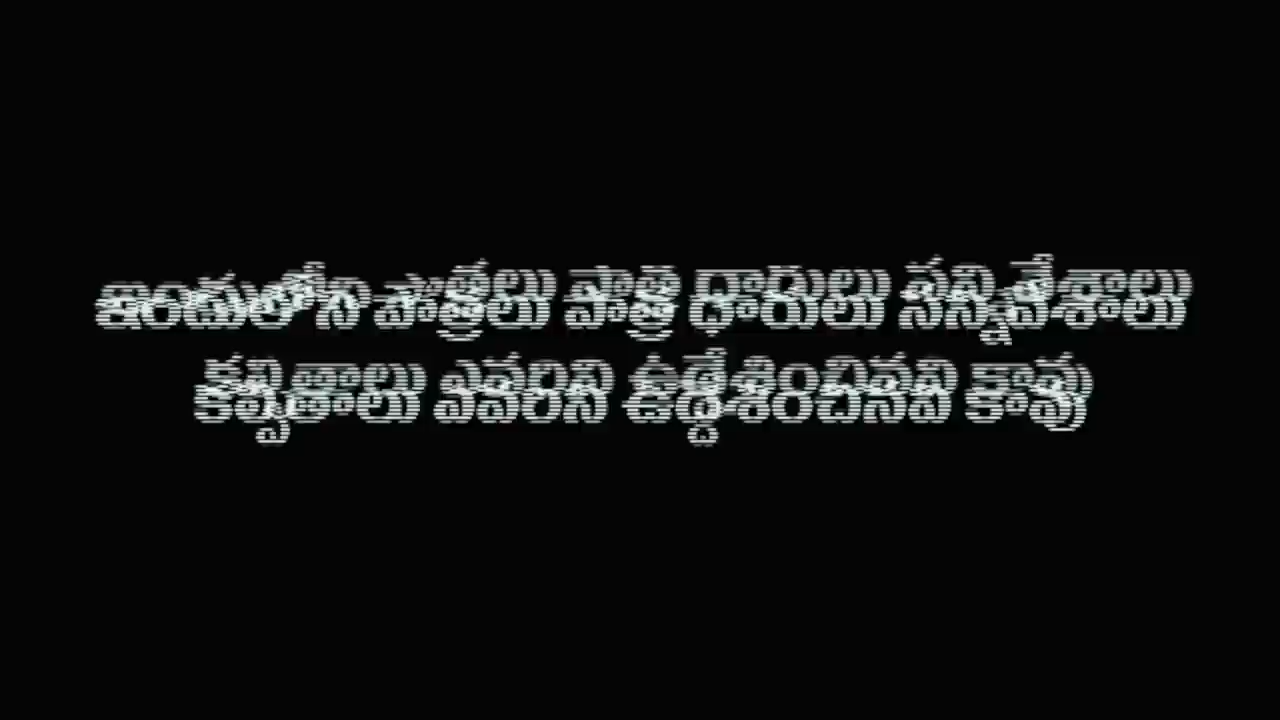 ఇందులోని పాత్రలు పాత్ర ధారులు సన్నివేశాలు
కల్పితాలు ఎవరిని ఉద్దేశించినవి కావు